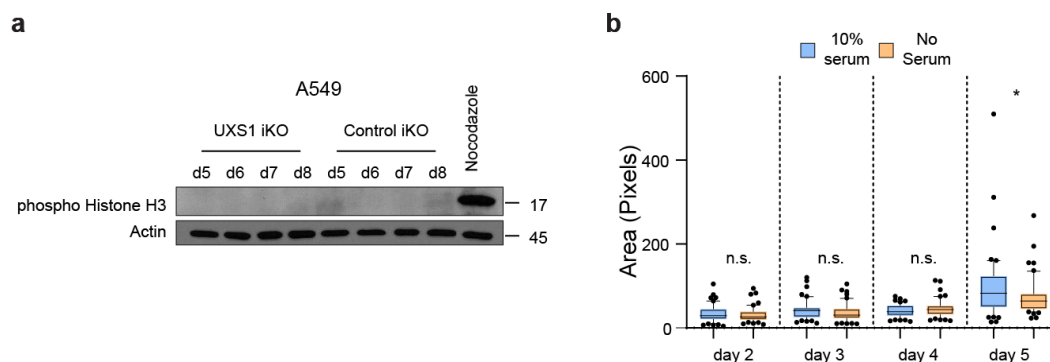 a
A549
UXS1 iKO Control iKO
Nocodazole
d5 d6 d7 d8 d5 d6 d7 d8
phospho Histone H3
17
Actin
45
b
10% serum
No Serum
Area (Pixels)
600
400
200
0
n.s. n.s. n.s. *
day 2 day 3 day 4 day 5